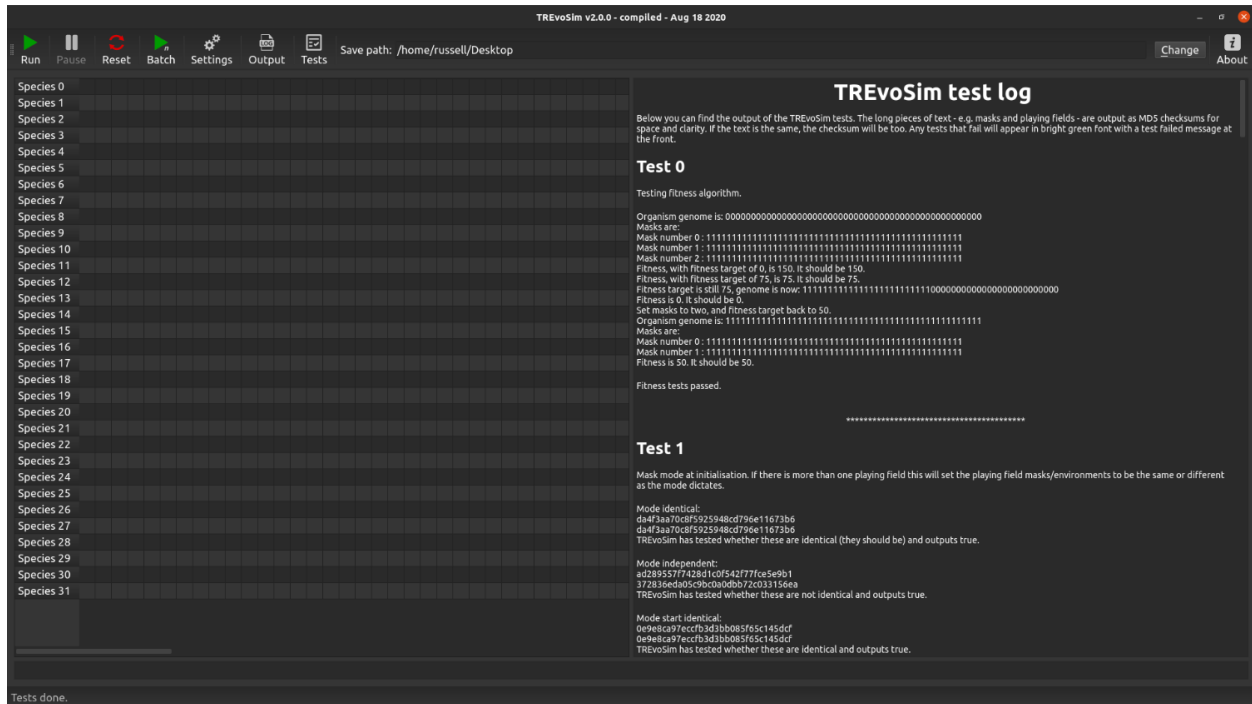 TREvoSim v2.0.0 - compiled - Aug 18 2020
Run Pause Reset Batch Settings Output Tests Save path: /home/russell/Desktop Change About
Species 0
Species 1
Species 2
Species 3
Species 4
Species 5
Species 6
Species 7
Species 8
Species 9
Species 10
Species 11
Species 12
Species 13
Species 14
Species 15
Species 16
Species 17
Species 18
Species 19
Species 20
Species 21
Species 22
Species 23
Species 24
Species 25
Species 26
Species 27
Species 28
Species 29
Species 30
Species 31
TREvoSim test log
Below you can find the output of the TREvoSim tests. The long pieces of text - e.g. masks and playing fields - are output as MD5 checksums for
space and clarity. If the text is the same, the checksum will be too. Any tests that fail will appear in bright green font with a test failed message at
the front.
Test 0
Testing fitness algorithm.
Organism genome is: 00000000000000000000000000000000000000000000000000
Masks are:
Mask number 0 : 11111111111111111111111111111111111111111111111111
Mask number 1 : 11111111111111111111111111111111111111111111111111
Mask number 2 : 11111111111111111111111111111111111111111111111111
Fitness, with fitness target of 0, is 150. It should be 150.
Fitness, with fitness target of 75, is 75. It should be 75.
Fitness target is still 75, genome is now: 11111111111111111111111110000000000000000000000000
Fitness is 0. It should be 0.
Set masks to two, and fitness target back to 50.
Organism genome is: 11111111111111111111111111111111111111111111111111
Masks are:
Mask number 0 : 11111111111111111111111111111111111111111111111111
Mask number 1 : 11111111111111111111111111111111111111111111111111
Fitness is 50. It should be 50.
Fitness tests passed.
*****************************************
Test 1
Mask mode at initialisation. If there is more than one playing field this will set the playing field masks/environments to be the same or different
as the mode dictates.
Mode identical:
da4f3aa70c8f5925948cd796e11673b6
da4f3aa70c8f5925948cd796e11673b6
TREvoSim has tested whether these are identical (they should be) and outputs true.
Mode independent:
ad289557f7428d1c0f542f77fce5e9b1
372836eda05c9bc0a0dbb72c033156ea
TREvoSim has tested whether these are not identical and outputs true.
Mode start identical:
0e9e8ca97eccfb3d3bb085f65c145dcf
0e9e8ca97eccfb3d3bb085f65c145dcf
TREvoSim has tested whether these are identical and outputs true.
Tests done.